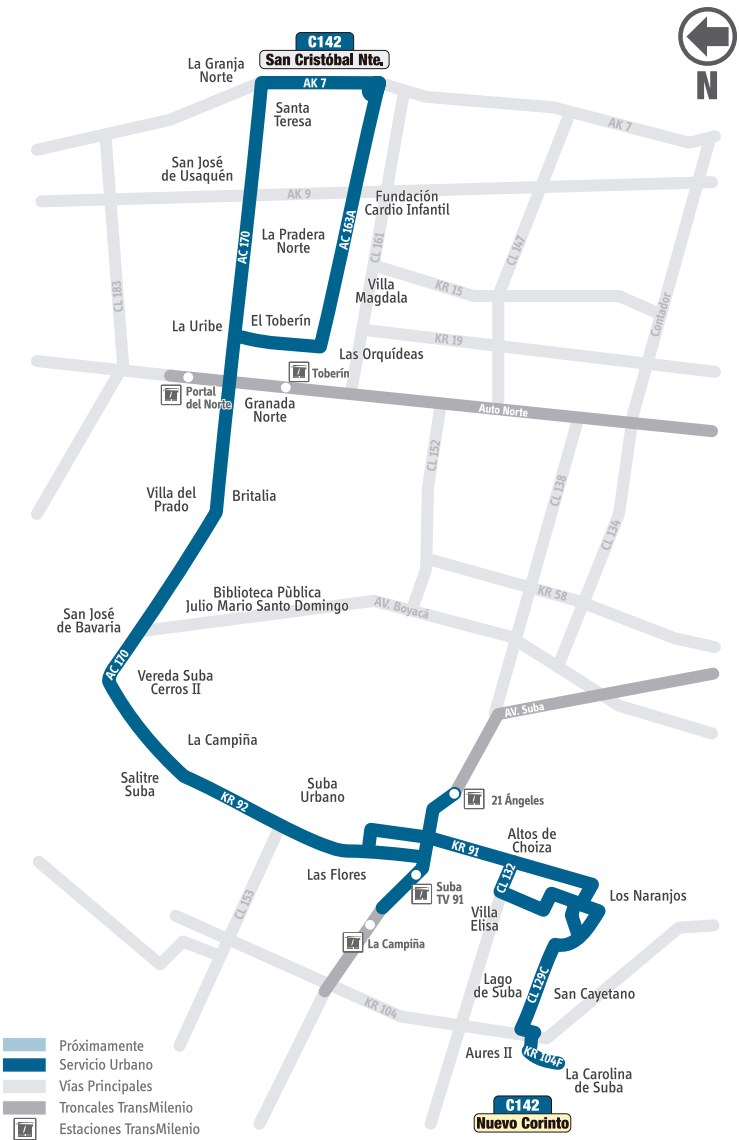 C142
San Cristóbal Nte.
N
La Granja
Norte
AK 7
Santa
Teresa
AK 7
San José
de Usaquén
AK 9
Fundación
Cardio Infantil
AC 170
La Pradera
Norte
AC 163A
CL 161
CL 147
CL 183
Villa
Magdala
KR 15
Contador
La Uribe
El Toberín
KR 19
Las Orquídeas
Toberín
Portal
del Norte
Granada
Norte
Auto Norte
CL 152
CL 138
CL 134
Villa del
Prado
Britalia
Biblioteca Pùblica
Julio Mario Santo Domingo
AV. Boyacá
KR 58
San José
de Bavaria
AC 170
Vereda Suba
Cerros II
AV. Suba
La Campiña
Salitre
Suba
Suba
Urbano
KR 92
21 Ángeles
Altos de
Choiza
KR 91
Las Flores
CL 132
Suba
TV 91
Los Naranjos
CL 153
Villa
Elisa
La Campiña
Lago
de Suba
CL 129C
San Cayetano
KR 104
Aures II
KR 104F
La Carolina
de Suba
C142
Nuevo Corinto
Próximamente
Servicio Urbano
Vías Principales
Troncales TransMilenio
Estaciones TransMilenio